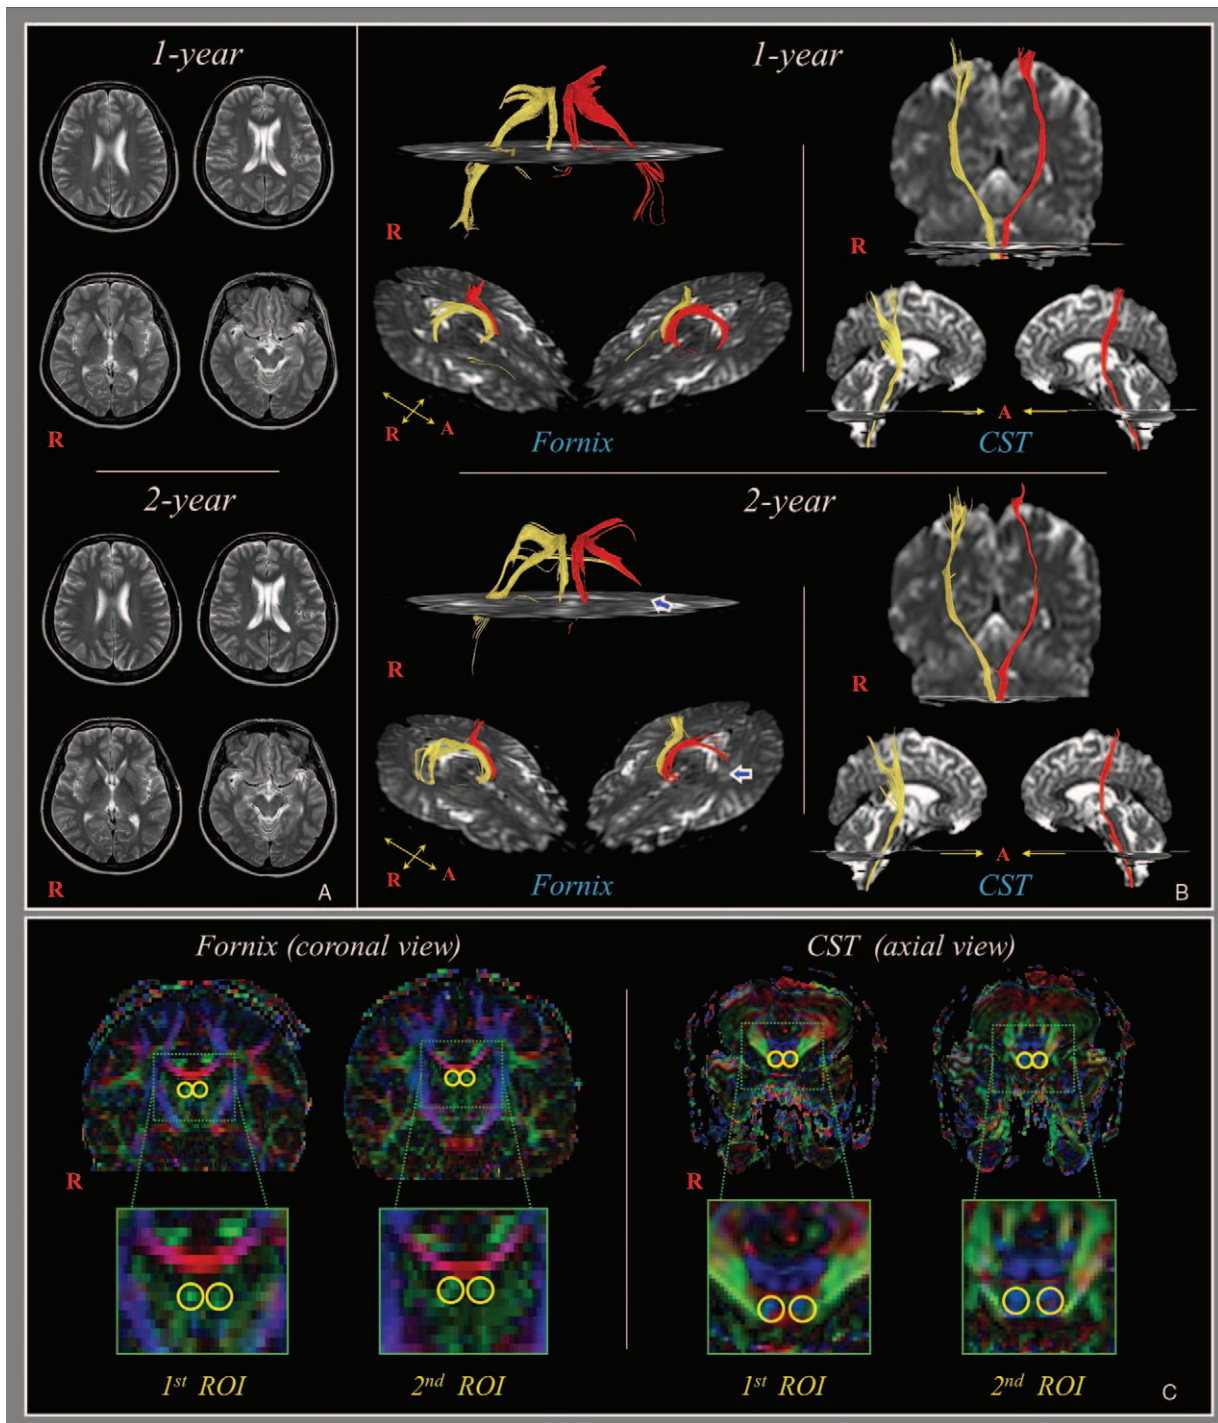 1-year
R
2-year
R
A
1-year
R
R
R
A
Fornix
A
CST
2-year
R
R
R
A
Fornix
A
CST
B
Fornix (coronal view)
CST (axial view)
R
R
1st ROI
2nd ROI
1st ROI
2nd ROI
C